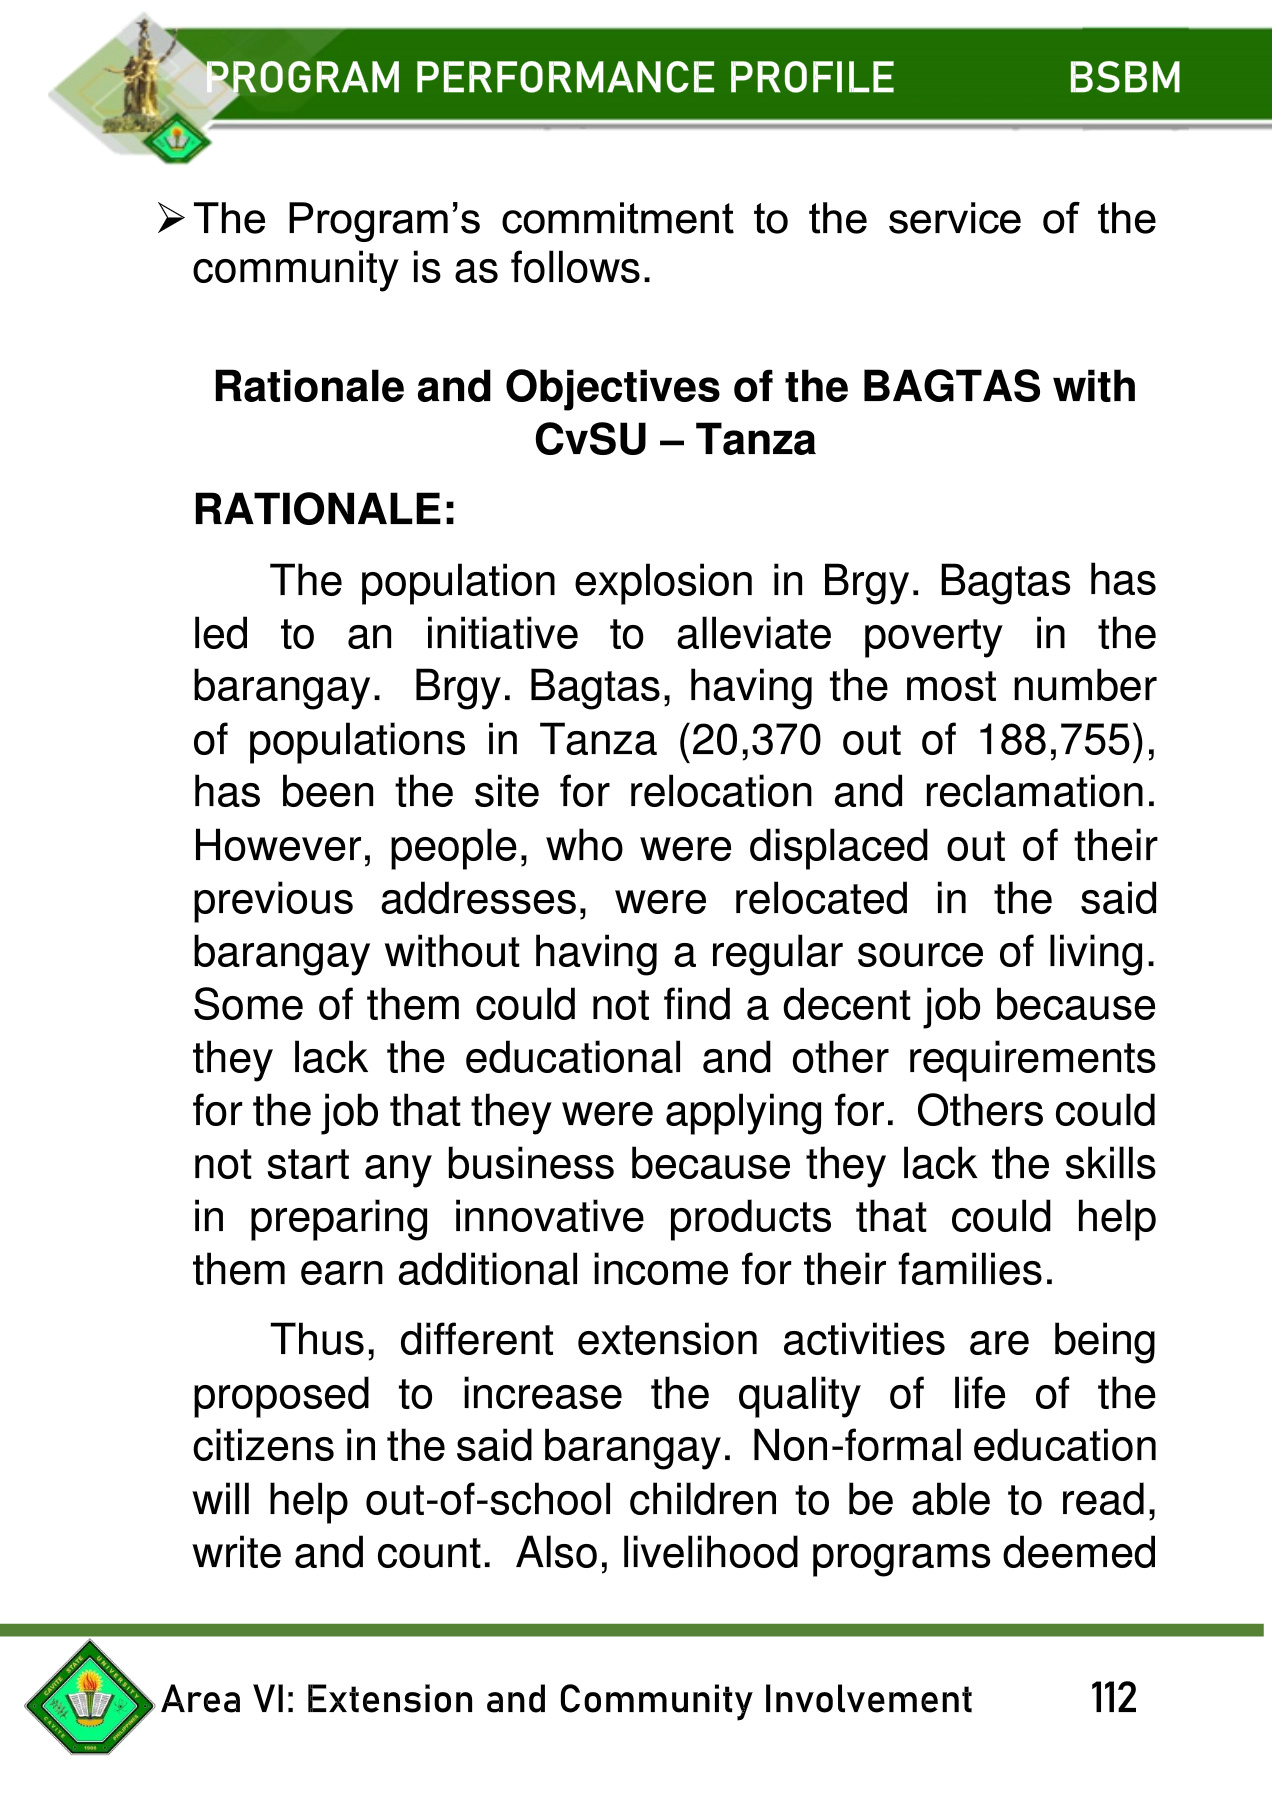 PROGRAM PERFORMANCE PROFILE BSBM
➢ The Program’s commitment to the service of the
community is as follows.
Rationale and Objectives of the BAGTAS with
CvSU – Tanza
RATIONALE:
The population explosion in Brgy. Bagtas has
led to an initiative to alleviate poverty in the
barangay. Brgy. Bagtas, having the most number
of populations in Tanza (20,370 out of 188,755),
has been the site for relocation and reclamation.
However, people, who were displaced out of their
previous addresses, were relocated in the said
barangay without having a regular source of living.
Some of them could not find a decent job because
they lack the educational and other requirements
for the job that they were applying for. Others could
not start any business because they lack the skills
in preparing innovative products that could help
them earn additional income for their families.
Thus, different extension activities are being
proposed to increase the quality of life of the
citizens in the said barangay. Non-formal education
will help out-of-school children to be able to read,
write and count. Also, livelihood programs deemed
CAVITE STATE UNIVERSITY
CAVITE PHILIPPINES
1906
Area VI: Extension and Community Involvement 112